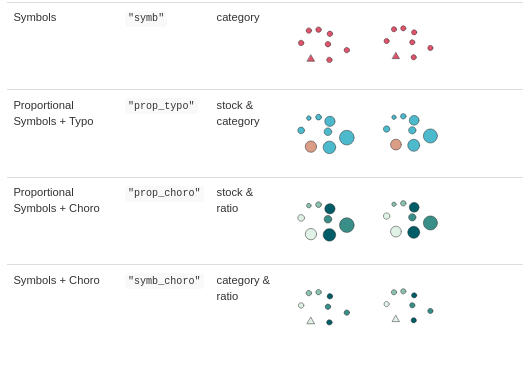 Symbols "symb" category
Proportional "prop_typo" stock &
Symbols + Typo category
Proportional "prop_choro" stock &
Symbols + Choro ratio
Symbols + Choro "symb_choro" category &
ratio